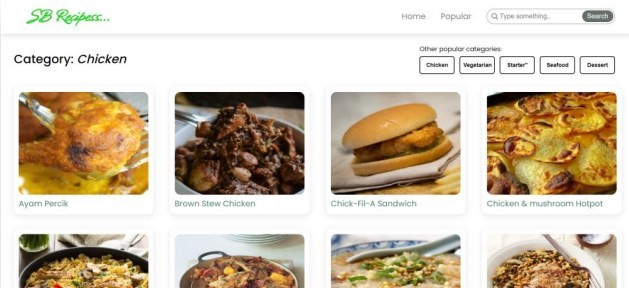 SB Recipess...
Home Popular Type something.. Search
Other popular categories:
Category: Chicken
Chicken Vegetarian Starter" Seafood Dessert
Ayam Percik Brown Stew Chicken Chick-Fil-A Sandwich Chicken & mushroom Hotpot